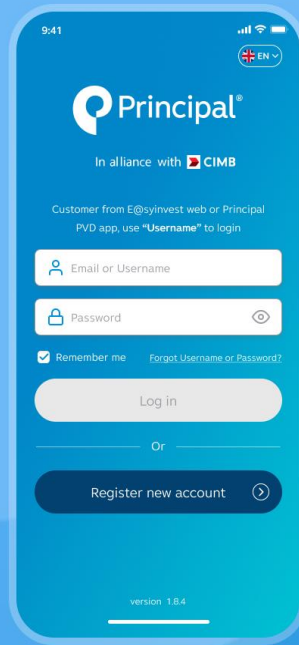 9:41
EN
Principal®
In alliance with CIMB
Customer from E@syinvest web or Principal
PVD app, use “Username” to login
Email or Username
Password
Remember me Forgot Username or Password?
Log in
Or
Register new account
version 1.8.4